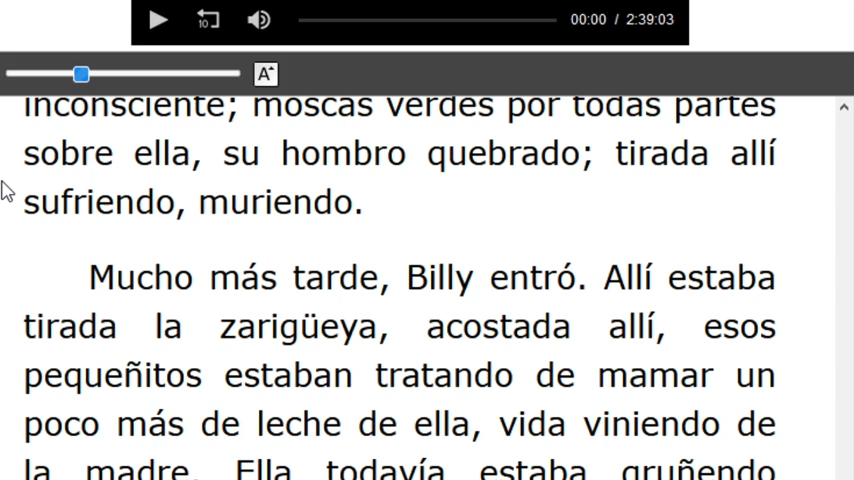 10
00:00 / 2:39:03
A
inconsciente; moscas verdes por todas partes
sobre ella, su hombro quebrado; tirada allí
sufriendo, muriendo.
Mucho más tarde, Billy entró. Allí estaba
tirada la zarigüeya, acostada allí, esos
pequeñitos estaban tratando de mamar un
poco más de leche de ella, vida viniendo de
la madre. Ella todavía estaba gruñendo